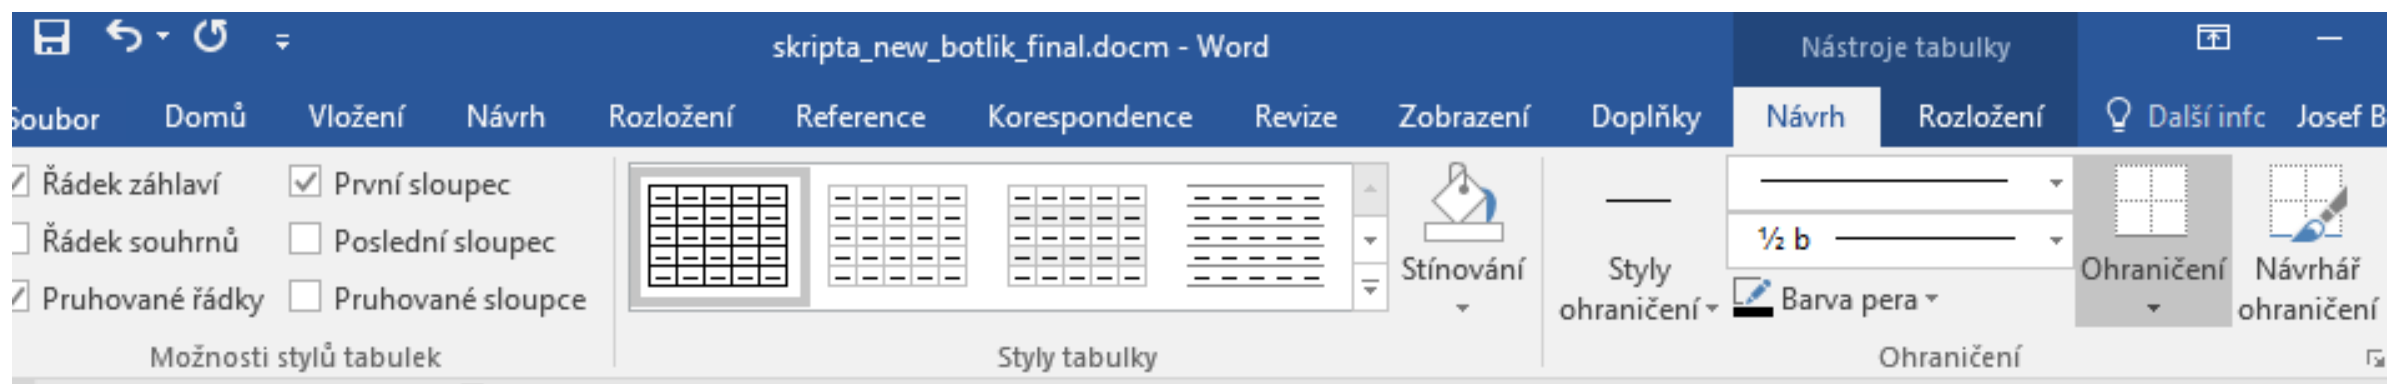 skripta_new_botlik_final.docm - Word
Nástroje tabulky
Soubor Domů Vložení Návrh Rozložení Reference Korespondence Revize Zobrazení Doplňky Návrh Rozložení Další infc Josef B
Řádek záhlaví První sloupec
Řádek souhrnů Poslední sloupec
Pruhované řádky Pruhované sloupce
Možnosti stylů tabulek
Styly tabulky
Stínování
Styly
ohraničení
½ b
Barva pera
Ohraničení
Návrhář
ohraničení
Ohraničení